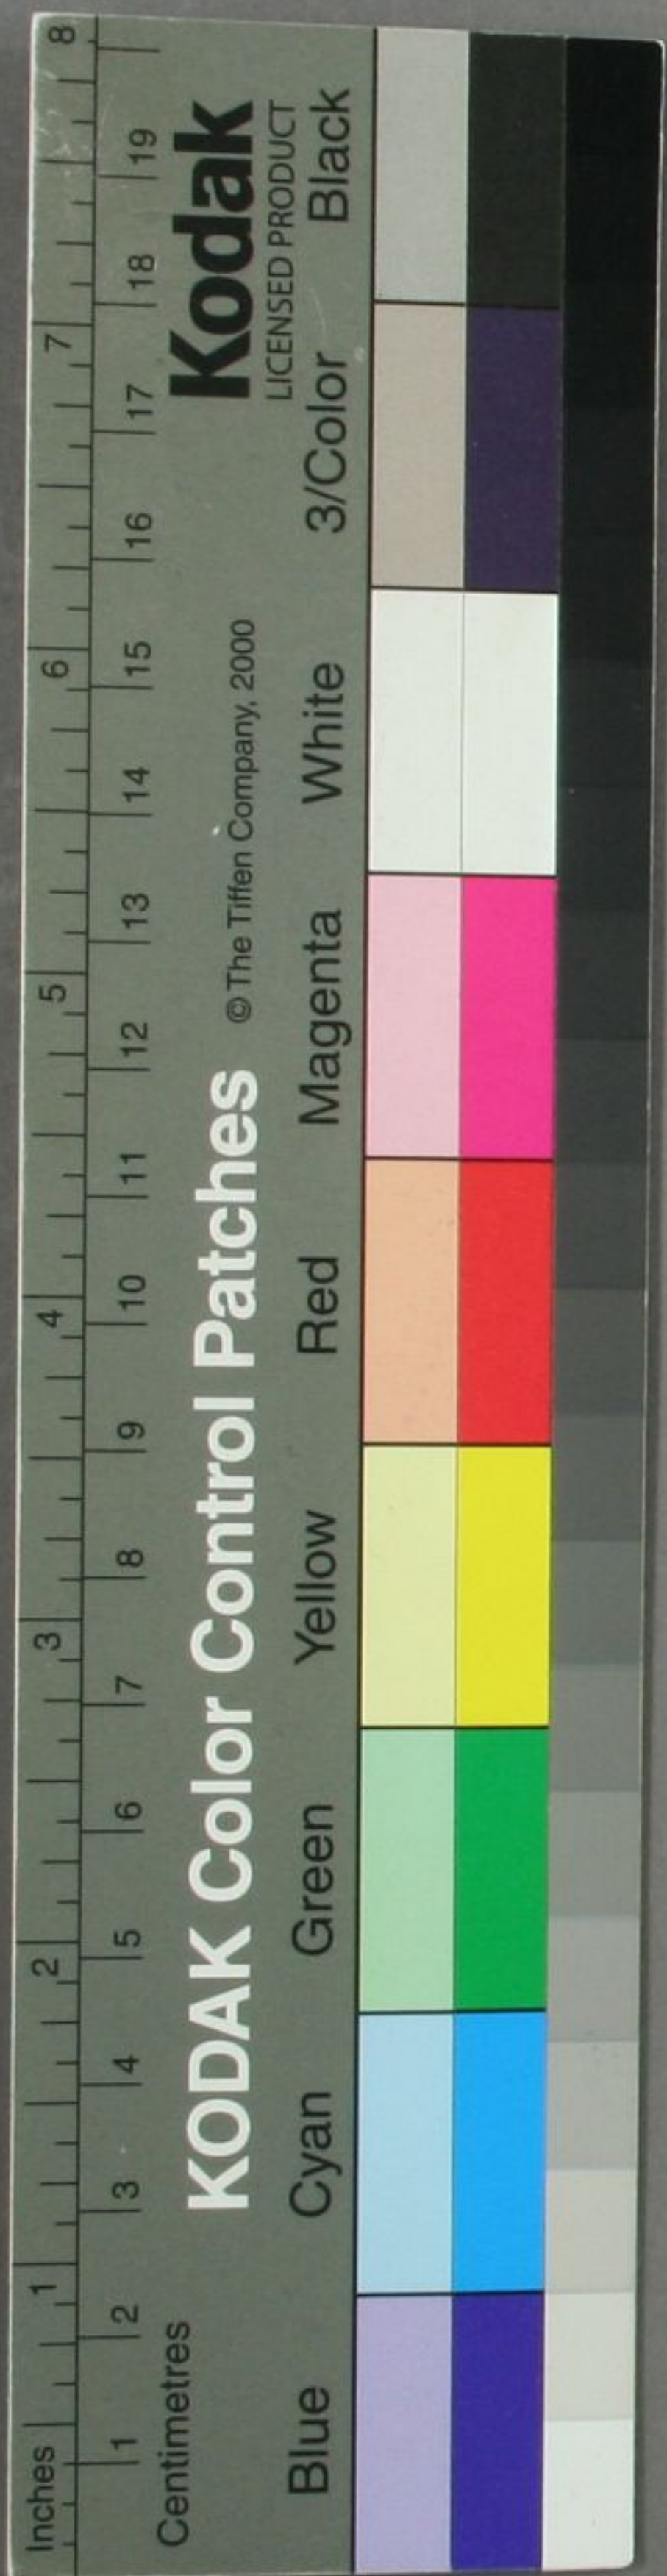 Inches 1 2 3 4 5 6 7 8
1 2 3 4 5 6 7 8 9 10 11 12 13 14 15 16 17 18 19
Centimetres
KODAK Color Control Patches © The Tiffen Company, 2000
Kodak
LICENSED PRODUCT
Blue Cyan Green Yellow Red Magenta White 3/Color Black